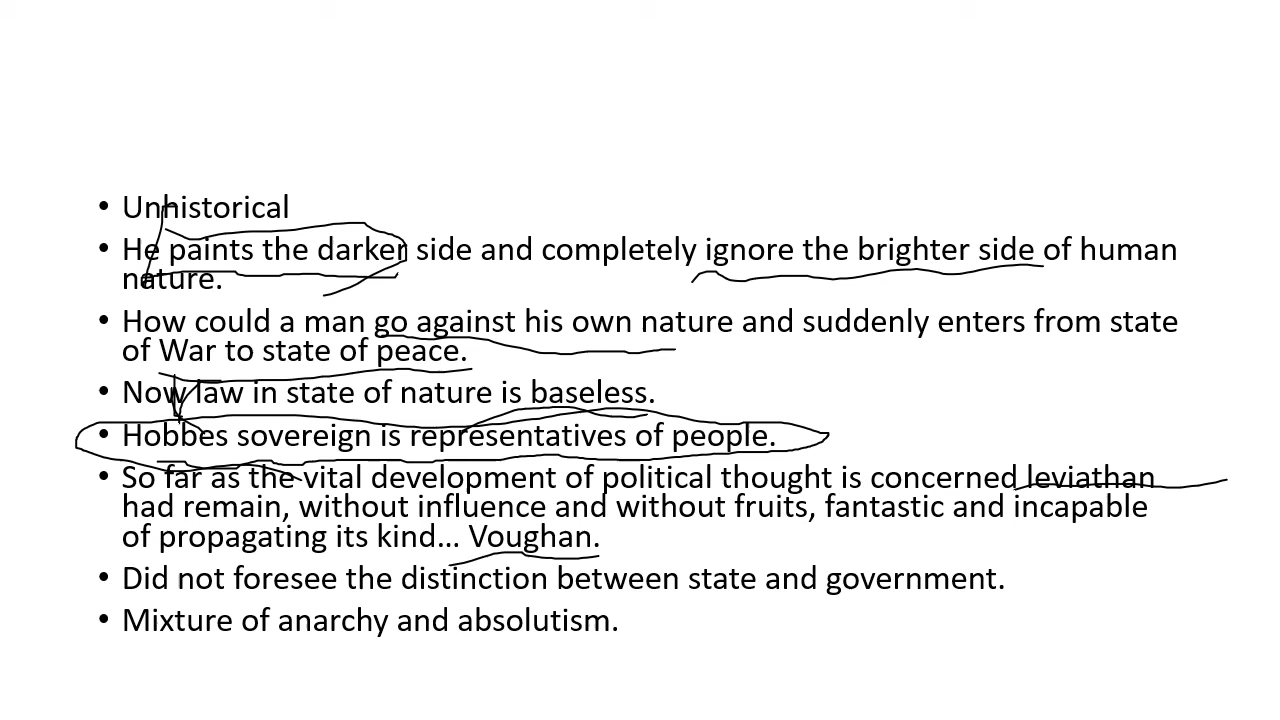 • Unhistorical
• He paints the darker side and completely ignore the brighter side of human
nature.
• How could a man go against his own nature and suddenly enters from state
of War to state of peace.
• Now law in state of nature is baseless.
• Hobbes sovereign is representatives of people.
• So far as the vital development of political thought is concerned leviathan
had remain, without influence and without fruits, fantastic and incapable
of propagating its kind… Voughan.
• Did not foresee the distinction between state and government.
• Mixture of anarchy and absolutism.